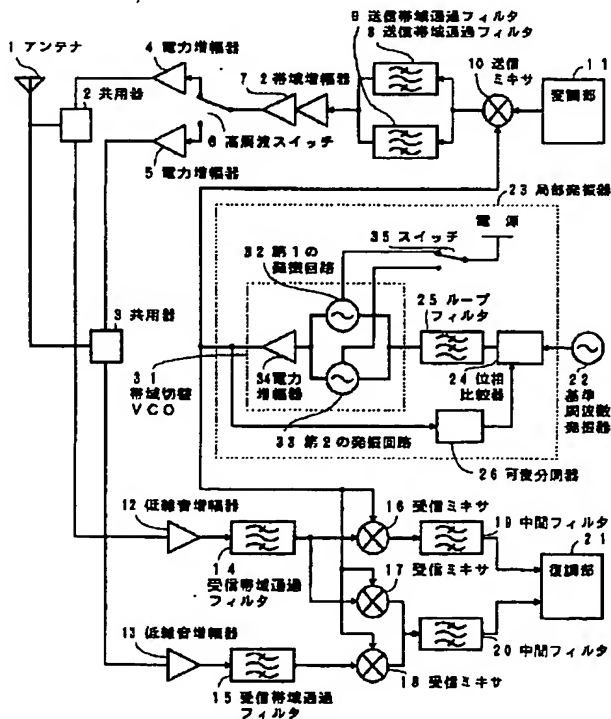 9 送信帯域通過フィルタ
8 送信帯域通過フィルタ
1 アンテナ
4 電力増幅器
2 共用器
7 2帯域増幅器
10 送信
ミキサ
11
変調部
6 高周波スイッチ
5 電力増幅器
23 局部発振器
電源
35 スイッチ
32 第1の
発振回路
25 ループ
フィルタ
3 共用器
31
帯域切替
VCO
34 電力
増幅器
24 位相
比較器
22
基準
周波数
発振器
33 第2の発振回路
26 可変分周器
12 低雑音増幅器
16 受信ミキサ
19 中間フィルタ
21
復調部
14
受信帯域通過
フィルタ
17 受信ミキサ
13 低雑音増幅器
20 中間フィルタ
18 受信ミキサ
15 受信帯域通過
フィルタ